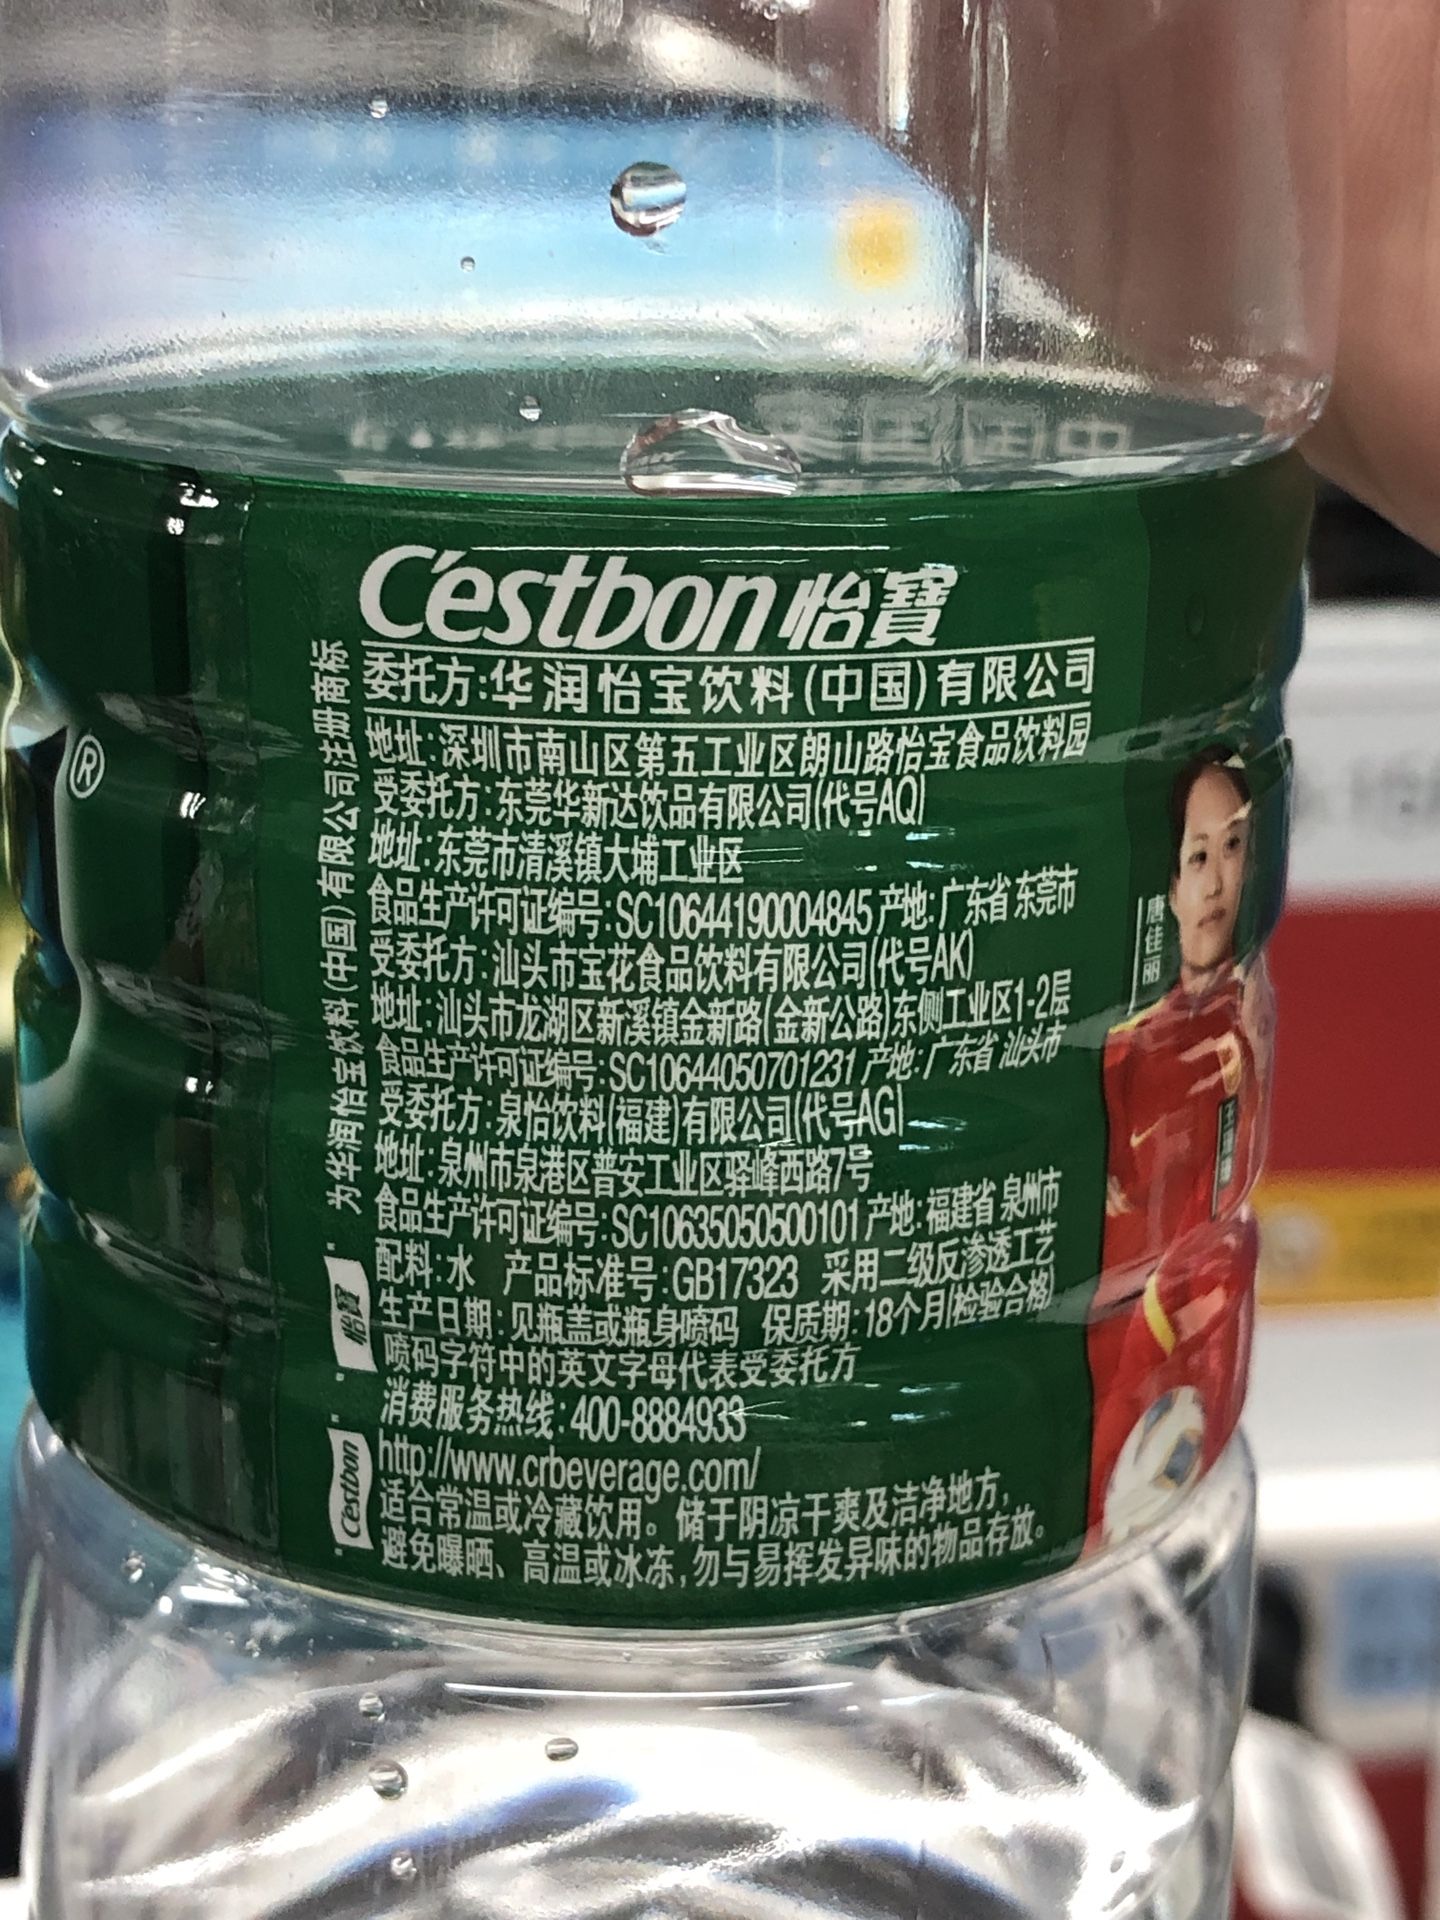 C'estbon 怡寶
委托方:华润怡宝饮料(中国)有限公司
地址:深圳市南山区第五工业区朗山路怡宝食品饮料园
受委托方:东莞华新达饮品有限公司(代号AQ)
地址:东莞市清溪镇大埔工业区
食品生产许可证编号:SC10644190004845 产地:广东省 东莞市
受委托方:汕头市宝花食品饮料有限公司(代号AK)
地址:汕头市龙湖区新溪镇金新路(金新公路)东侧工业区1-2层
食品生产许可证编号:SC10644050701231 产地:广东省 汕头市
受委托方:泉怡饮料(福建)有限公司(代号AG)
地址:泉州市泉港区普安工业区驿峰西路7号
食品生产许可证编号:SC10635050500101 产地:福建省 泉州市
配料:水 产品标准号:GB17323 采用二级反渗透工艺
生产日期:见瓶盖或瓶身喷码 保质期:18个月(检验合格)
喷码字符中的英文字母代表受委托方
消费服务热线:400-8884933
http://www.crbeverage.com/
适合常温或冷藏饮用。储于阴凉干爽及洁净地方,
避免曝晒、高温或冰冻,勿与易挥发异味的物品存放。
"C'estbon" "怡寶" 为华润怡宝饮料(中国)有限公司注册商标
®
唐佳丽